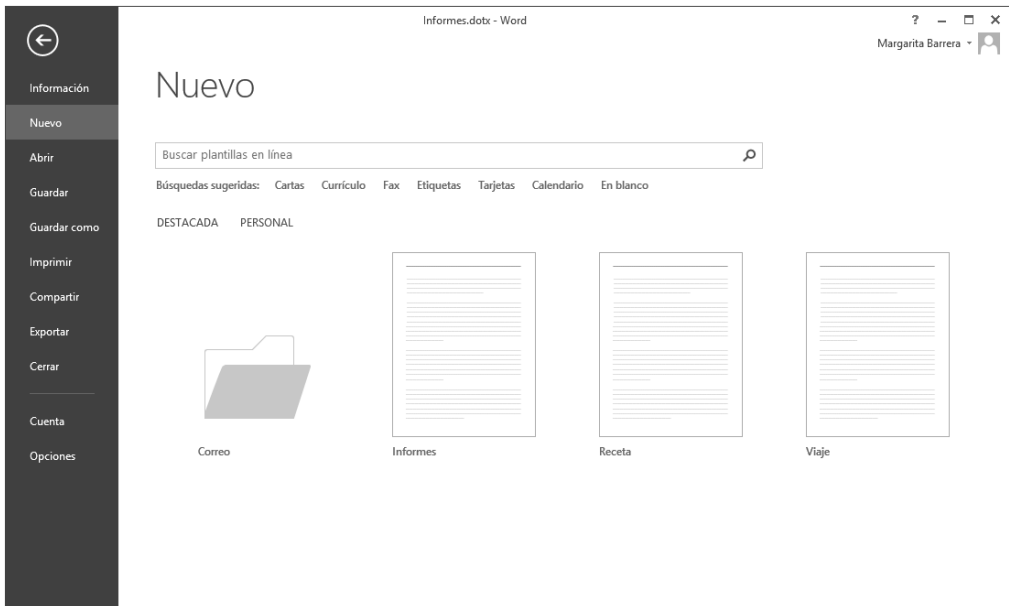 Informes.dotx - Word
?
Margarita Barrera
Información
Nuevo
Abrir
Guardar
Guardar como
Imprimir
Compartir
Exportar
Cerrar
Cuenta
Opciones
Nuevo
Buscar plantillas en línea
Búsquedas sugeridas: Cartas Currículo Fax Etiquetas Tarjetas Calendario En blanco
DESTACADA PERSONAL
Correo Informes Receta Viaje